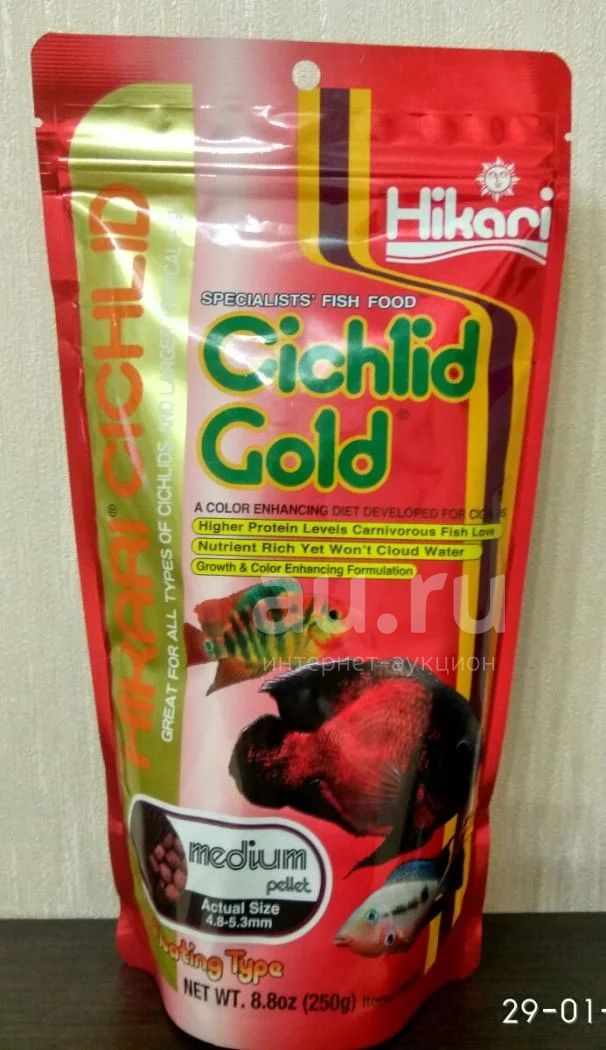 Hikari
SPECIALISTS' FISH FOOD
Cichlid
Gold®
A COLOR ENHANCING DIET DEVELOPED FOR
Higher Protein Levels Carnivorous Fish Love
Nutrient Rich Yet Won't Cloud Water
Growth & Color Enhancing Formulation
HIKARI® CICHLID
GREAT FOR ALL TYPES OF CICHLIDS AND LARGER
au.ru
интернет-аукцион
medium
pellet
Actual Size
4.8-5.3mm
Floating Type
NET WT. 8.8oz (250g)
29-01-